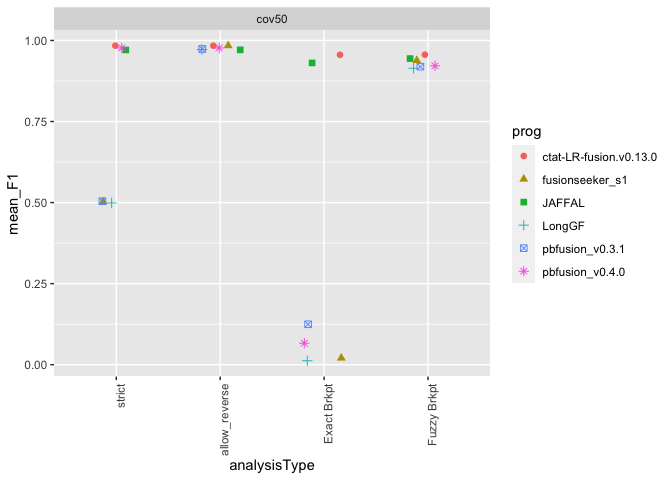 cov50
1.00
0.75
0.50
0.25
0.00
mean_F1
strict
allow_reverse
Exact Brkpt
Fuzzy Brkpt
analysisType
prog
ctat-LR-fusion.v0.13.0
fusionseeker_s1
JAFFAL
LongGF
pbfusion_v0.3.1
pbfusion_v0.4.0